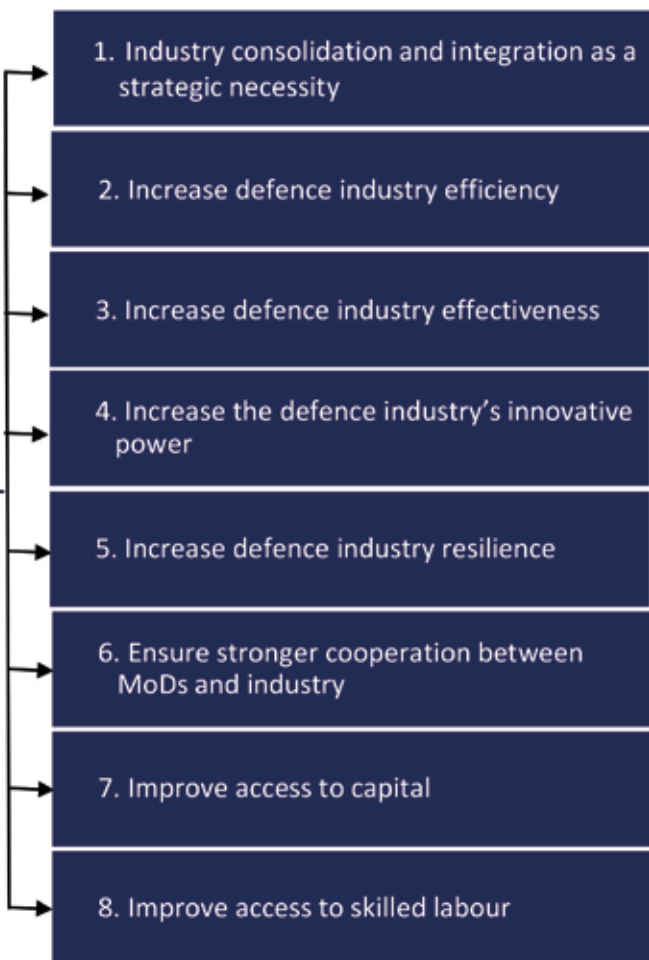 1. Industry consolidation and integration as a
strategic necessity
2. Increase defence industry efficiency
3. Increase defence industry effectiveness
4. Increase the defence industry’s innovative
power
5. Increase defence industry resilience
6. Ensure stronger cooperation between
MoDs and industry
7. Improve access to capital
8. Improve access to skilled labour